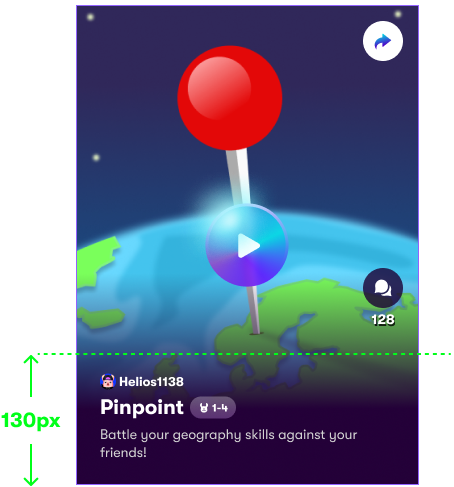 128
130px
Helios1138
Pinpoint 1-4
Battle your geography skills against your
friends!